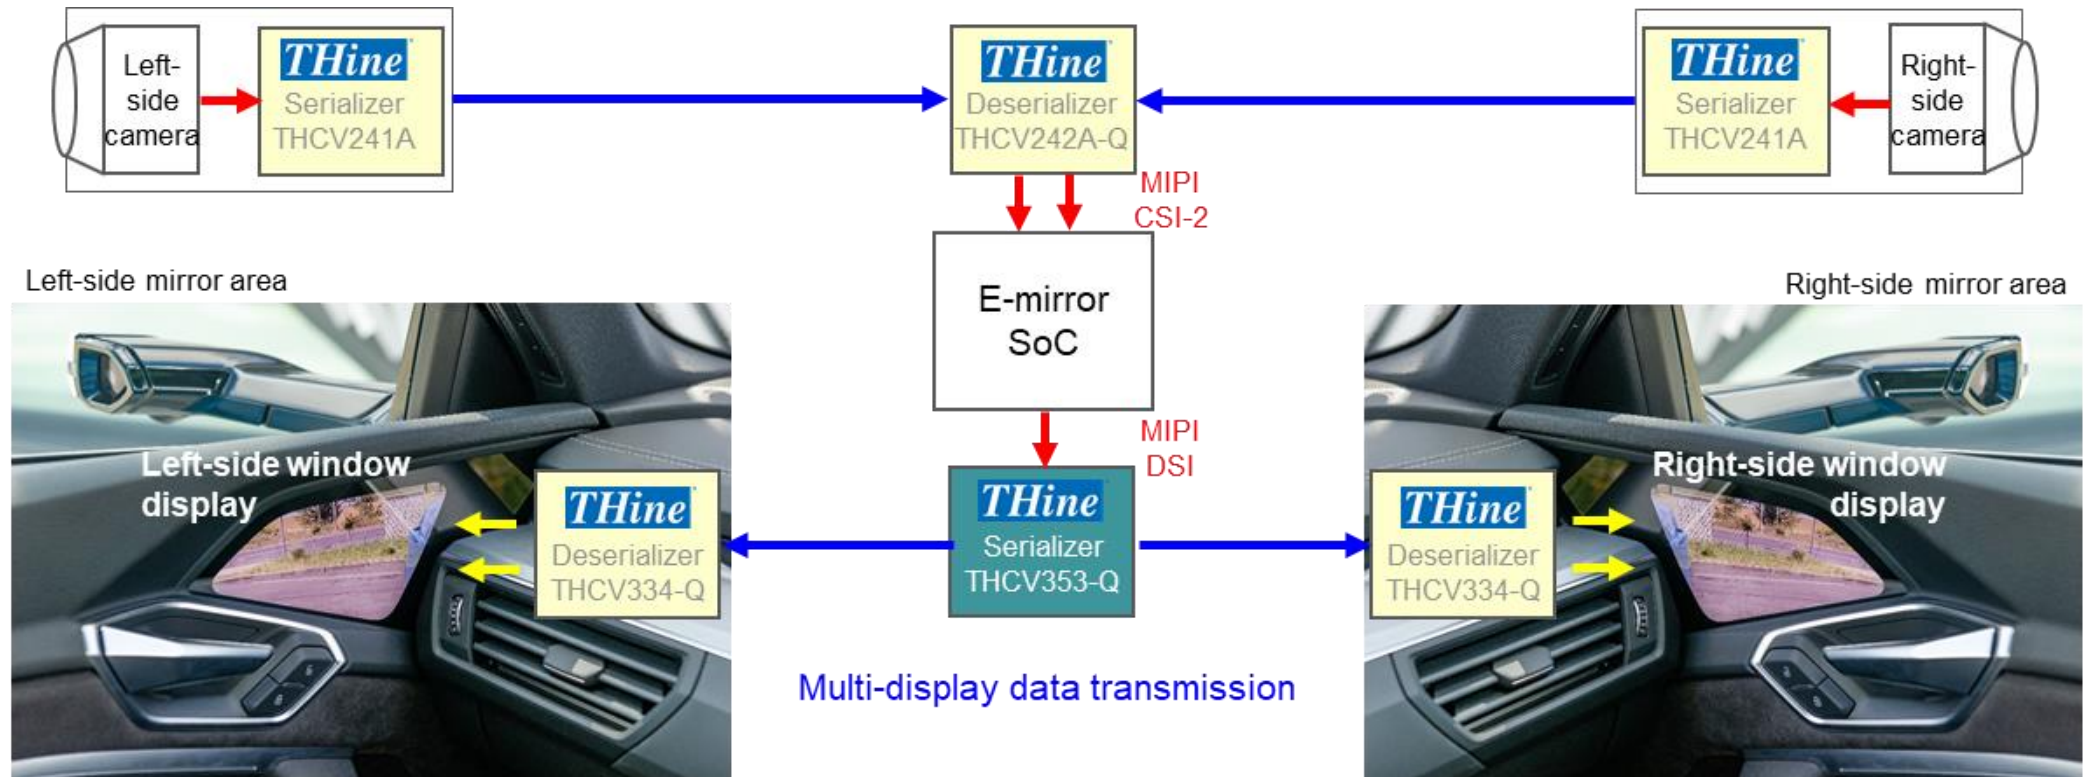 Left-
side
camera
THine
Serializer
THCV241A
THine
Deserializer
THCV242A-Q
THine
Serializer
THCV241A
Right-
side
camera
MIPI
CSI-2
E-mirror
SoC
MIPI
DSI
Left-side mirror area
Right-side mirror area
Left-side window
display
THine
Deserializer
THCV334-Q
THine
Serializer
THCV353-Q
THine
Deserializer
THCV334-Q
Right-side window
display
Multi-display data transmission